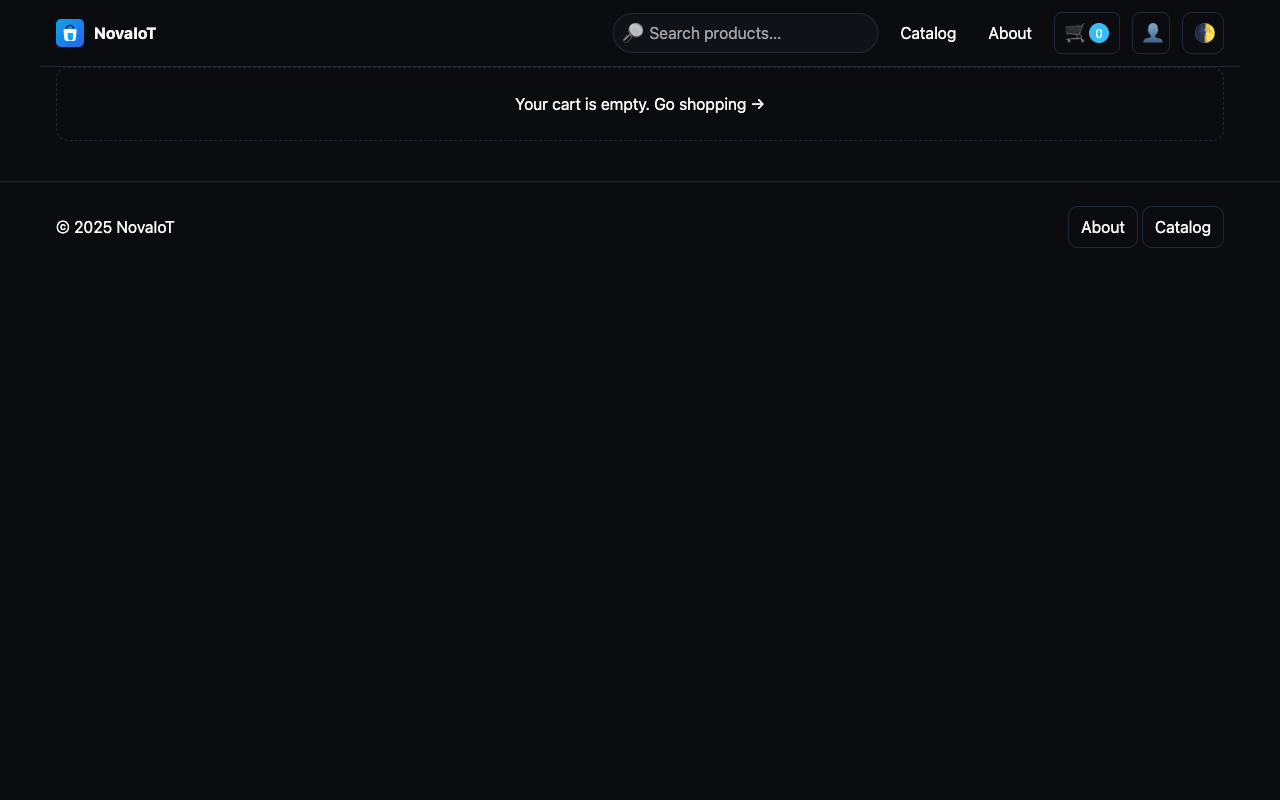 NovaIoT
Search products...
Catalog
About
0
Your cart is empty. Go shopping →
© 2025 NovaIoT
About
Catalog